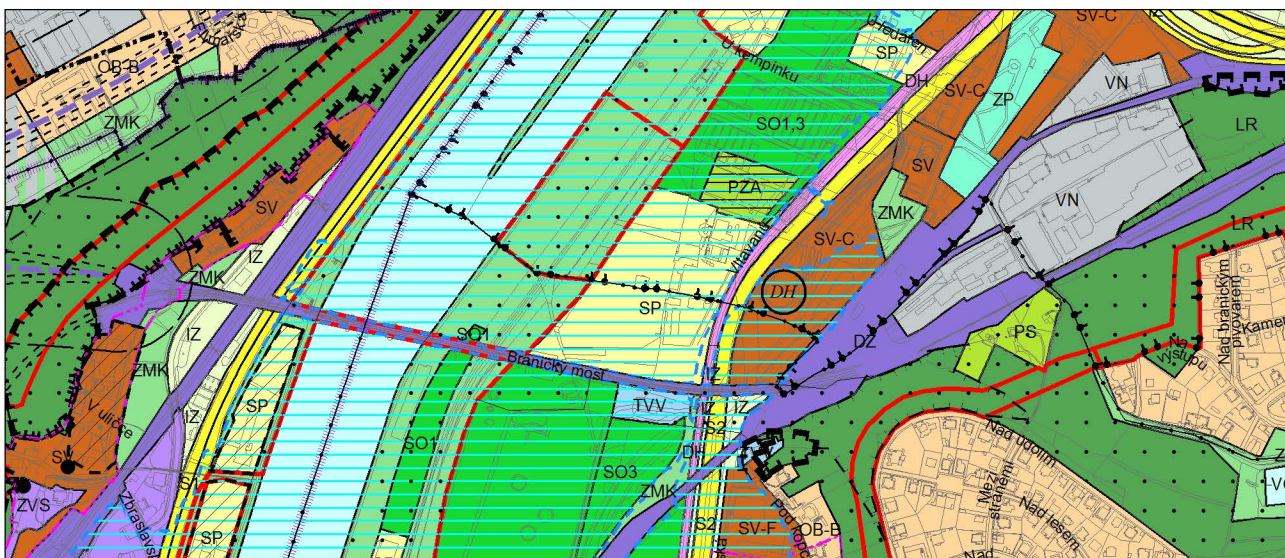 SV-C
U ledáren
SP
OB-B
U kempinku
DH
VN
SV-C
ZP
ZMK
SO1,3
LR
SV
PZA
SV
ZMK
VN
Vltavanů
SV-C
LR
IZ
ZMK
DH
SP
IZ
SO1
DZ
PS
Nad branickým
pivovarem
Na
Výstupu
Branický most
ZMK
IZ
SP
V uličce
IZ
TVV
IZ
IZ
S2
SO1
Nad údolím
DH
SO3
ZMK
Mezi
stráněmi
Nad lesem
SV
S1
ZVS
SP
S2
SV-F
OB-B